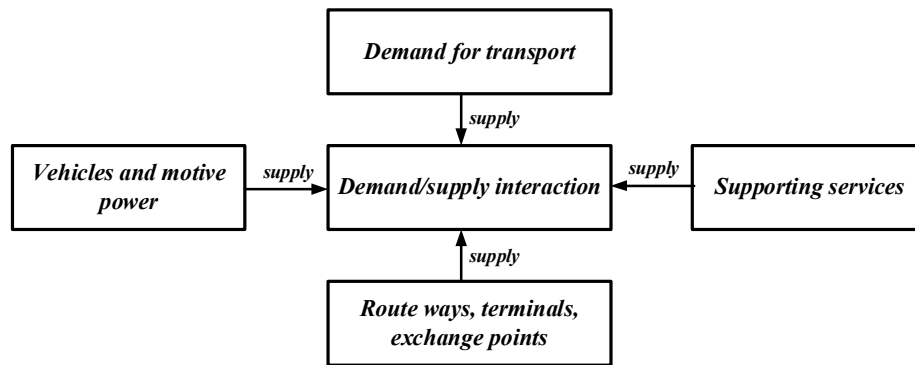 Demand for transport
supply
Vehicles and motive
power
supply
Demand/supply interaction
supply
Supporting services
supply
Route ways, terminals,
exchange points